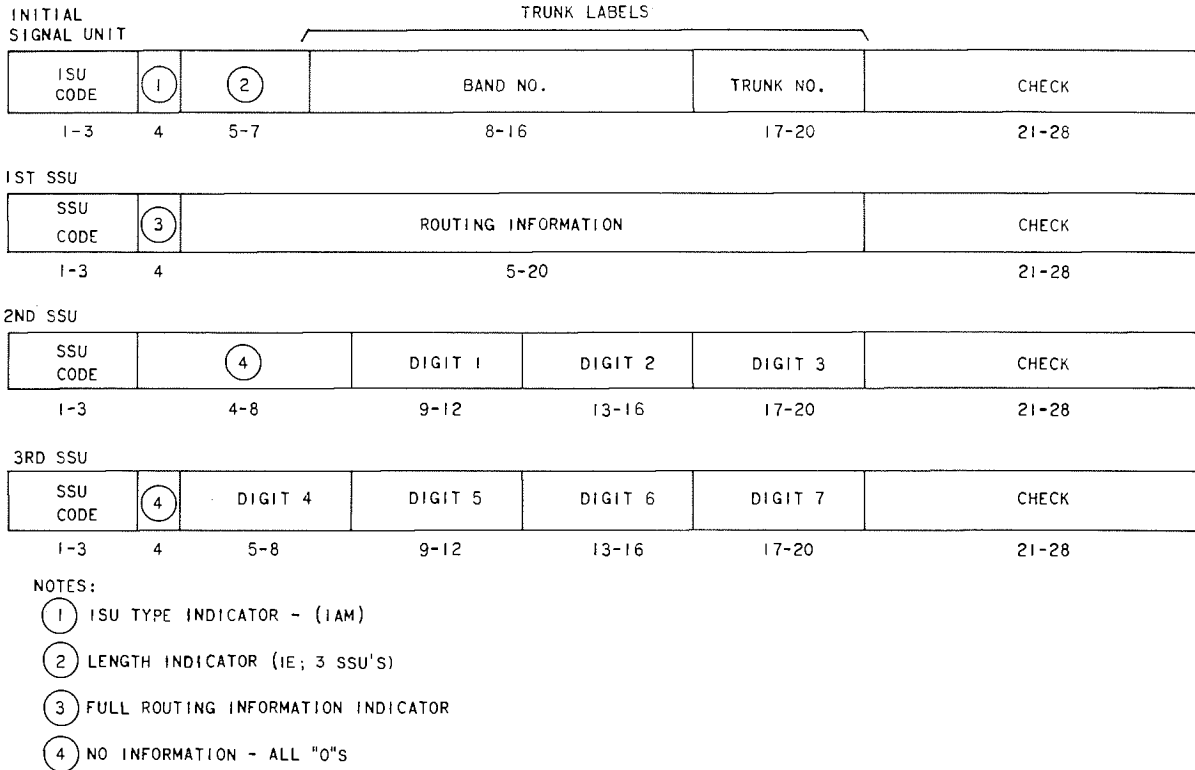 INITIAL
SIGNAL UNIT
TRUNK LABELS
ISU
CODE
1
2
BAND NO.
TRUNK NO.
CHECK
1-3 4 5-7 8-16 17-20 21-28
1ST SSU
SSU
CODE
3
ROUTING INFORMATION
CHECK
1-3 4 5-20 21-28
2ND SSU
SSU
CODE
4
DIGIT 1
DIGIT 2
DIGIT 3
CHECK
1-3 4-8 9-12 13-16 17-20 21-28
3RD SSU
SSU
CODE
4
DIGIT 4
DIGIT 5
DIGIT 6
DIGIT 7
CHECK
1-3 4 5-8 9-12 13-16 17-20 21-28
NOTES:
1 ISU TYPE INDICATOR - (IAM)
2 LENGTH INDICATOR (IE; 3 SSU'S)
3 FULL ROUTING INFORMATION INDICATOR
4 NO INFORMATION - ALL "0"S